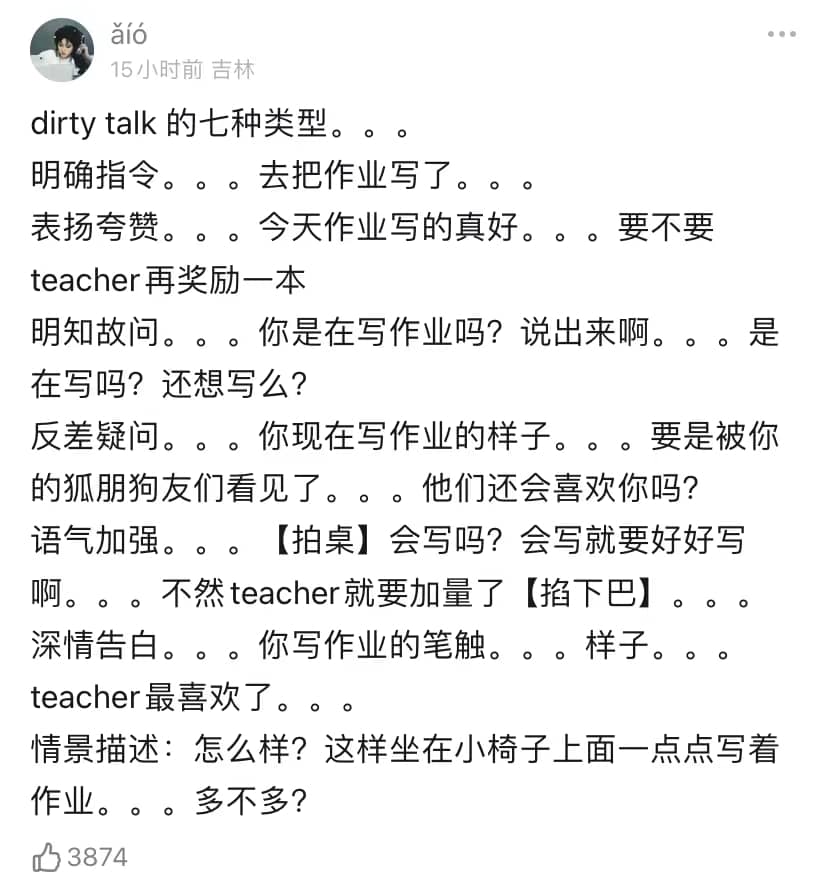 ǎíó
15小时前 吉林
dirty talk 的七种类型。。。
明确指令。。。去把作业写了。。。
表扬夸赞。。。今天作业写的真好。。。要不要
teacher再奖励一本
明知故问。。。你是在写作业吗？说出来啊。。。是
在写吗？还想写么？
反差疑问。。。你现在写作业的样子。。。要是被你
的狐朋狗友们看见了。。。他们还会喜欢你吗？
语气加强。。。【拍桌】会写吗？会写就要好好写
啊。。。不然teacher就要加量了【掐下巴】。。。
深情告白。。。你写作业的笔触。。。样子。。。
teacher最喜欢了。。。
情景描述：怎么样？这样坐在小椅子上面一点点写着
作业。。。多不多？
3874